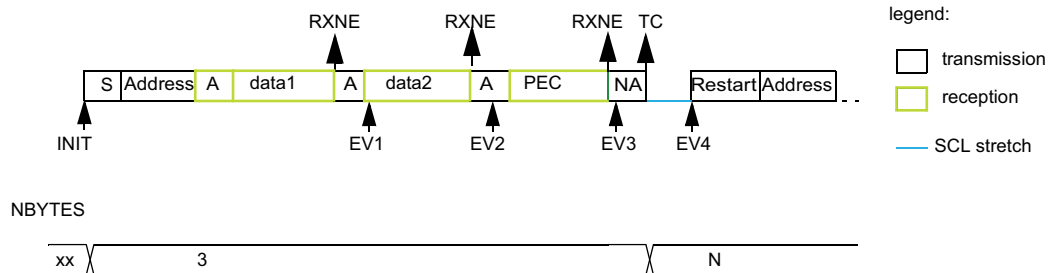 RXNE RXNE RXNE TC
legend:
transmission
reception
SCL stretch
S Address A data1 A data2 A PEC NA Restart Address
INIT EV1 EV2 EV3 EV4
NBYTES
xx 3 N